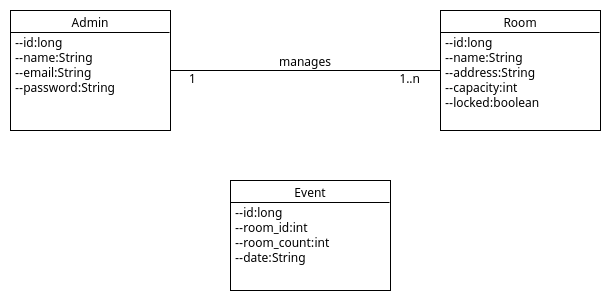 Admin
--id:long
--name:String
--email:String
--password:String
manages
1
1..n
Room
--id:long
--name:String
--address:String
--capacity:int
--locked:boolean
Event
--id:long
--room_id:int
--room_count:int
--date:String